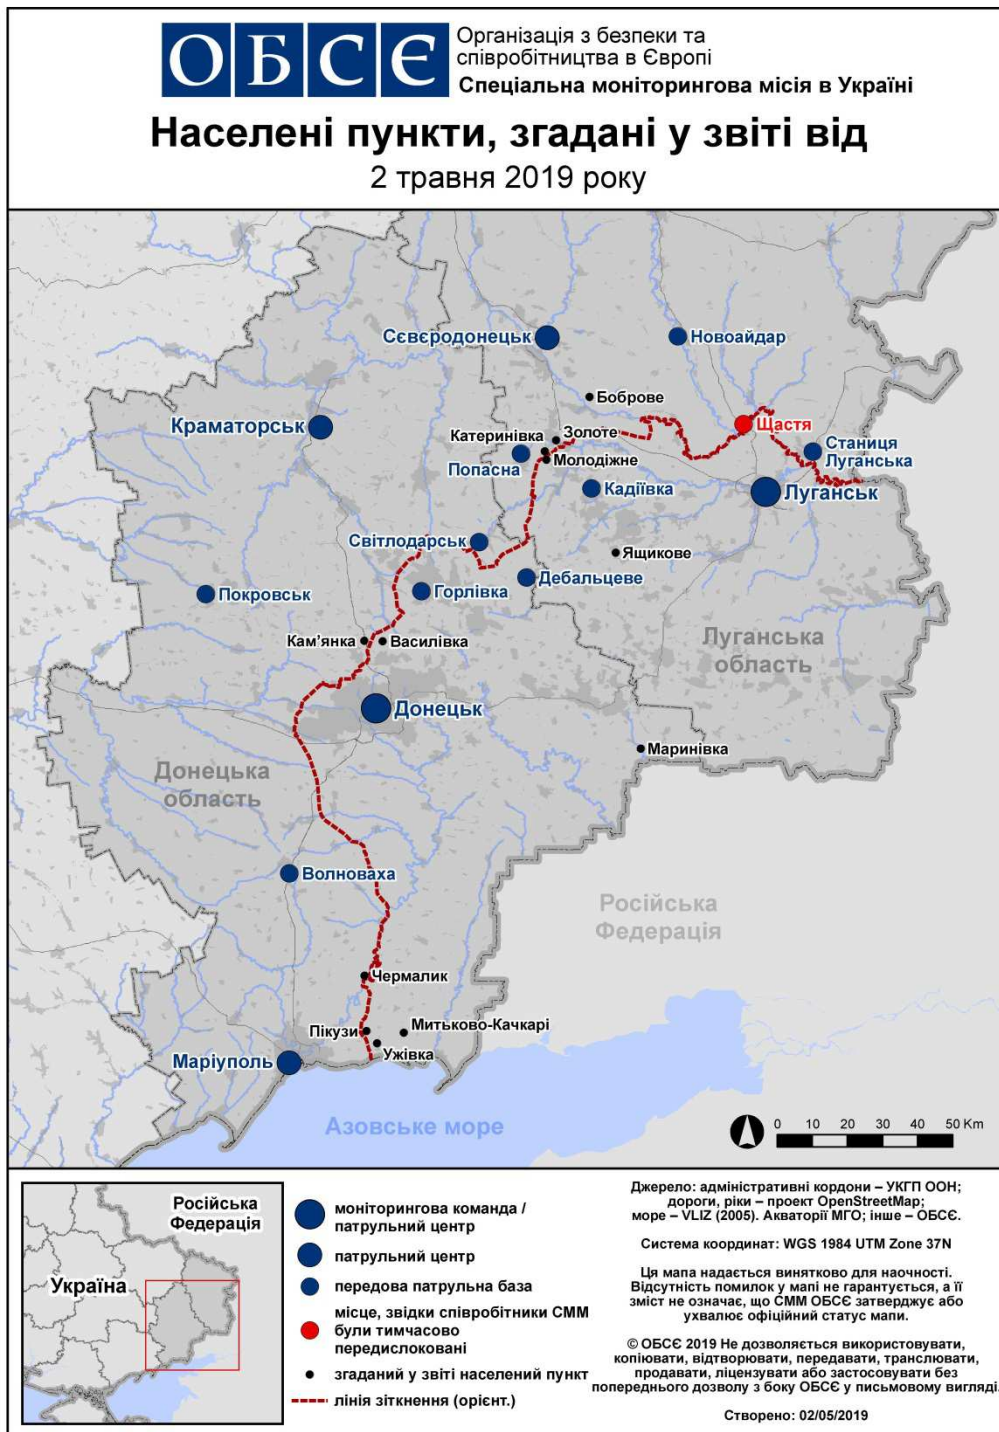 ОБСЄ
Організація з безпеки та
співробітництва в Європі
Спеціальна моніторингова місія в Україні
Населені пункти, згадані у звіті від
2 травня 2019 року
Сєвєродонецьк
Новоайдар
Боброве
Краматорськ
Щастя
Золоте
Катеринівка
Станиця
Луганська
Попасна
Молодіжне
Кадіївка
Луганськ
Світлодарськ
Ящикове
Дебальцеве
Горлівка
Покровськ
Кам'янка
Василівка
Луганська
область
Донецьк
Маринівка
Донецька
область
Волноваха
Російська
Федерація
Чермалик
Пікузи
Митьково-Качкарі
Ужівка
Маріуполь
Азовське море
0 10 20 30 40 50 Km
Російська
Федерація
Україна
моніторингова команда /
патрульний центр
патрульний центр
передова патрульна база
місце, звідки співробітники СММ
були тимчасово
передислоковані
згаданий у звіті населений пункт
лінія зіткнення (орієнт.)
Джерело: адміністративні кордони – УКГП ООН;
дороги, ріки – проект OpenStreetMap;
море – VLIZ (2005). Акваторії МГО; інше – ОБСЄ.
Система координат: WGS 1984 UTM Zone 37N
Ця мапа надається винятково для наочності.
Відсутність помилок у мапі не гарантується, а її
зміст не означає, що СММ ОБСЄ затверджує або
ухвалює офіційний статус мапи.
© ОБСЄ 2019 Не дозволяється використовувати,
копіювати, відтворювати, передавати, транслювати,
продавати, ліцензувати або застосовувати без
попереднього дозволу з боку ОБСЄ у письмовому вигляді.
Створено: 02/05/2019